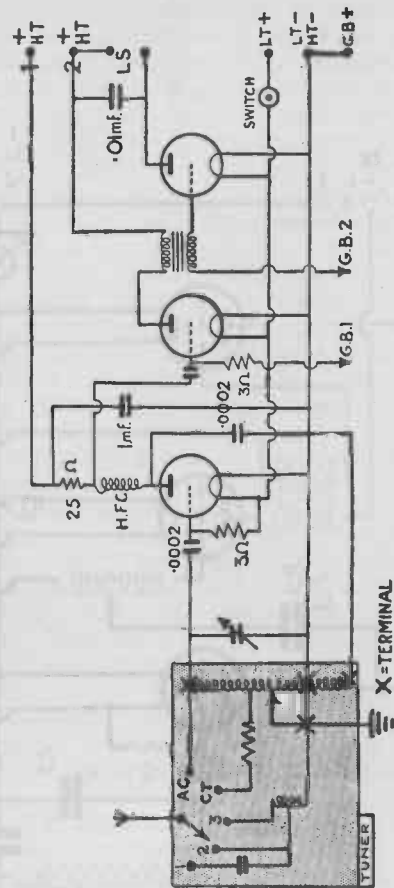 +
HT
1
+
HT
2
LS
·01mf.
LT+
SWITCH
LT-
HT-
G.B+
25 Ω
H.F.C
1mf.
·0002
·0002
3Ω
3Ω
G.B.1
G.B.2
AC
CT
3
2
TUNER
X=TERMINAL